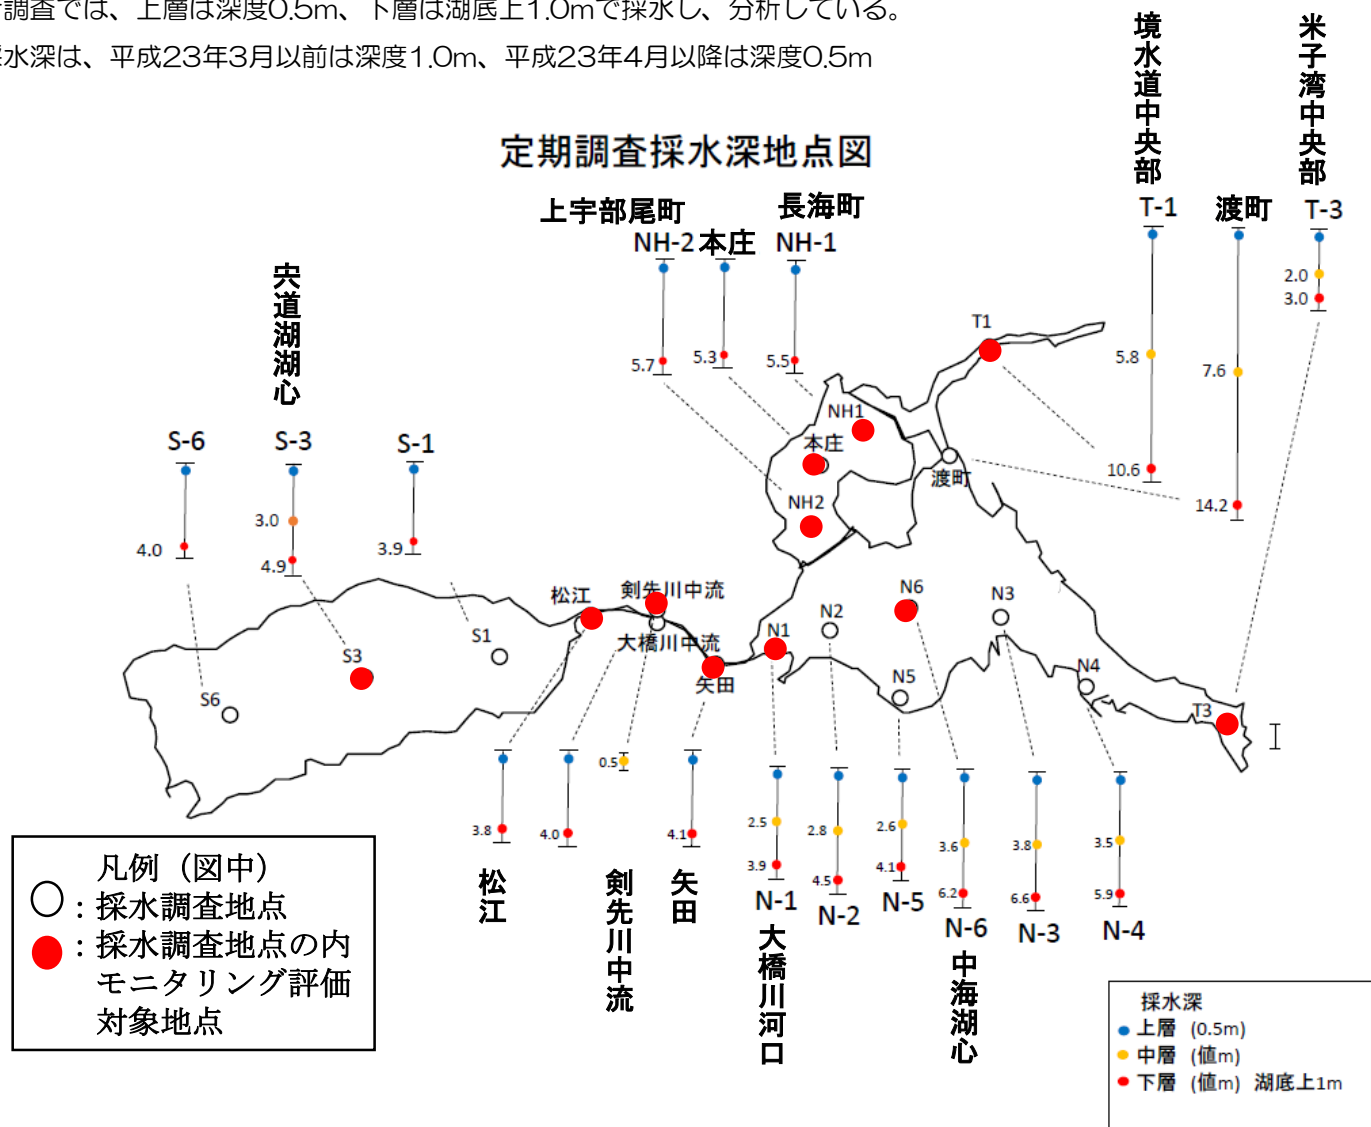 調査では、上層は深度0.5m、下層は湖底上1.0mで採水し、分析している。
水深は、平成23年3月以前は深度1.0m、平成23年4月以降は深度0.5m
定期調査採水深地点図
境水道中央部
米子湾中央部
T-1
渡町
T-3
上宇部尾町
長海町
NH-2
本庄
NH-1
宍道湖湖心
S-6
S-3
S-1
2.0
3.0
5.8
7.6
10.6
14.2
5.7
5.3
5.5
3.0
4.0
4.9
3.9
T1
NH1
本庄
渡町
NH2
松江
剣先川中流
大橋川中流
矢田
N1
N2
N6
N3
N5
N4
T3
S1
S3
S6
3.8
4.0
0.5
4.1
2.5
3.9
2.8
4.5
2.6
4.1
3.6
6.2
3.8
6.6
3.5
5.9
松江
剣先川中流
矢田
N-1
N-2
N-5
N-6
N-3
N-4
大橋川河口
中海湖心
凡例（図中）
：採水調査地点
：採水調査地点の内
モニタリング評価
対象地点
採水深
上層 (0.5m)
中層 (値m)
下層 (値m) 湖底上1m